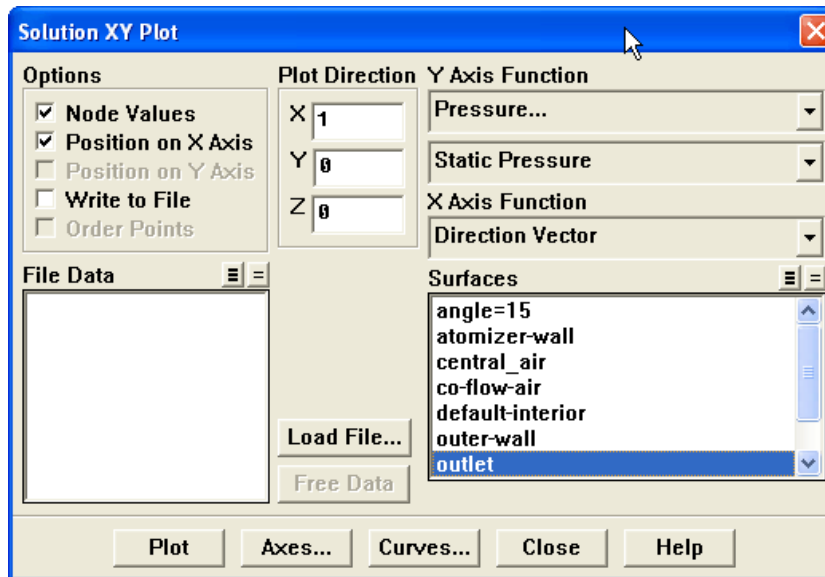 Solution XY Plot
Options
Node Values
Position on X Axis
Position on Y Axis
Write to File
Order Points
Plot Direction
X 1
Y 0
Z 0
Y Axis Function
Pressure...
Static Pressure
X Axis Function
Direction Vector
File Data
Surfaces
angle=15
atomizer-wall
central_air
co-flow-air
default-interior
outer-wall
outlet
Load File...
Free Data
Plot
Axes...
Curves...
Close
Help